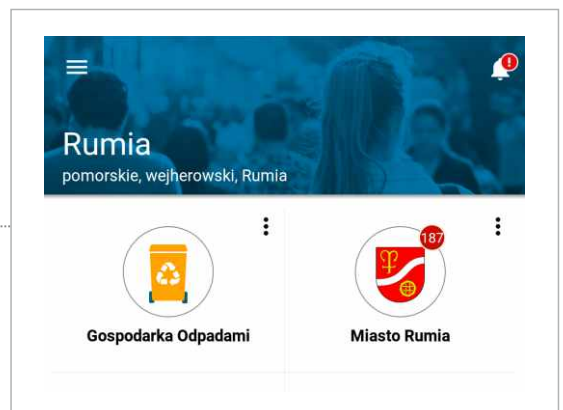 Rumia
pomorskie, wejherowski, Rumia
187
Gospodarka Odpadami
Miasto Rumia